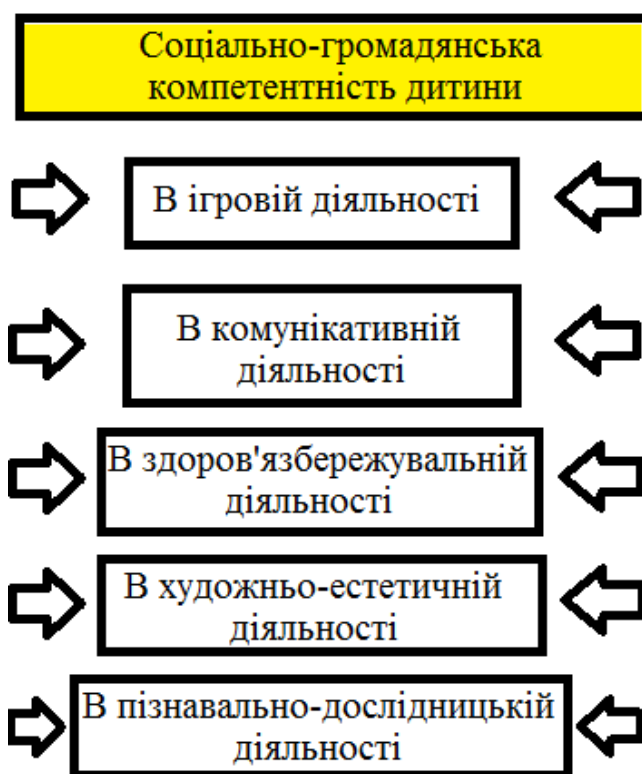 Соціально-громадянська
компетентність дитини
В ігровій діяльності
В комунікативній
діяльності
В здоров'язбережувальній
діяльності
В художньо-естетичній
діяльності
В пізнавально-дослідницькій
діяльності